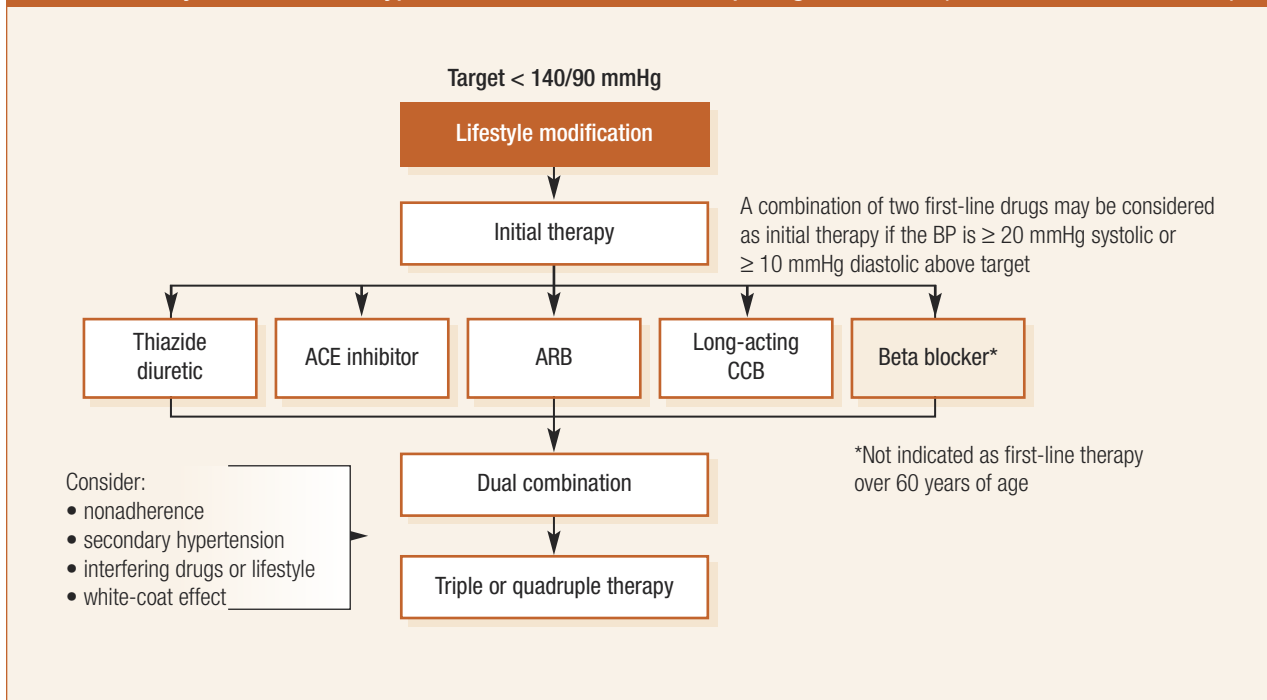 Target < 140/90 mmHg
Lifestyle modification
Initial therapy
A combination of two first-line drugs may be considered
as initial therapy if the BP is ≥ 20 mmHg systolic or
≥ 10 mmHg diastolic above target
Thiazide
diuretic
ACE inhibitor
ARB
Long-acting
CCB
Beta blocker*
*Not indicated as first-line therapy
over 60 years of age
Consider:
• nonadherence
• secondary hypertension
• interfering drugs or lifestyle
• white-coat effect
Dual combination
Triple or quadruple therapy